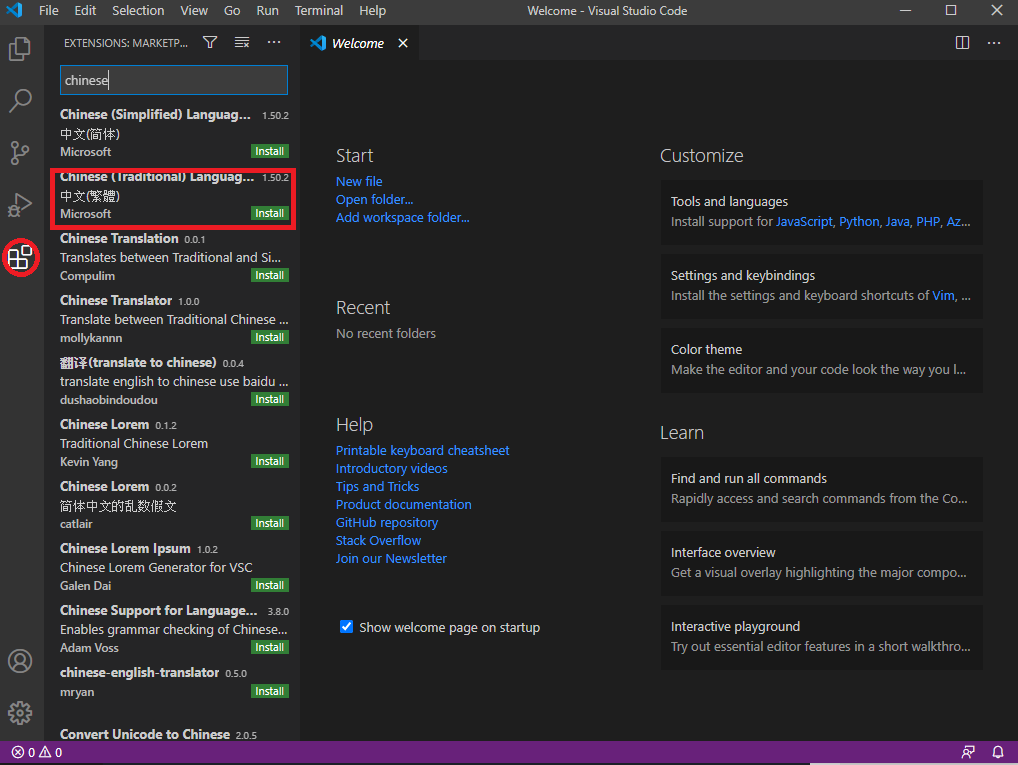 File Edit Selection View Go Run Terminal Help
Welcome - Visual Studio Code
EXTENSIONS: MARKETP...
Welcome
chinese
Chinese (Simplified) Languag... 1.50.2
中文(简体)
Microsoft Install
Chinese (Traditional) Languag... 1.50.2
中文(繁體)
Microsoft Install
Chinese Translation 0.0.1
Translates between Traditional and Si...
Compulim Install
Chinese Translator 1.0.0
Translate between Traditional Chinese ...
mollykannn Install
翻译(translate to chinese) 0.0.4
translate english to chinese use baidu ...
dushaobindoudou Install
Chinese Lorem 0.1.2
Traditional Chinese Lorem
Kevin Yang Install
Chinese Lorem 0.0.2
简体中文的乱数假文
catlair Install
Chinese Lorem Ipsum 1.0.2
Chinese Lorem Generator for VSC
Galen Dai Install
Chinese Support for Language... 3.8.0
Enables grammar checking of Chinese...
Adam Voss Install
chinese-english-translator 0.5.0
mryan Install
Convert Unicode to Chinese 2.0.5
Start
New file
Open folder...
Add workspace folder...
Recent
No recent folders
Help
Printable keyboard cheatsheet
Introductory videos
Tips and Tricks
Product documentation
GitHub repository
Stack Overflow
Join our Newsletter
Show welcome page on startup
Customize
Tools and languages
Install support for JavaScript, Python, Java, PHP, Az...
Settings and keybindings
Install the settings and keyboard shortcuts of Vim, ...
Color theme
Make the editor and your code look the way you l...
Learn
Find and run all commands
Rapidly access and search commands from the Co...
Interface overview
Get a visual overlay highlighting the major compo...
Interactive playground
Try out essential editor features in a short walkthro...
0 0